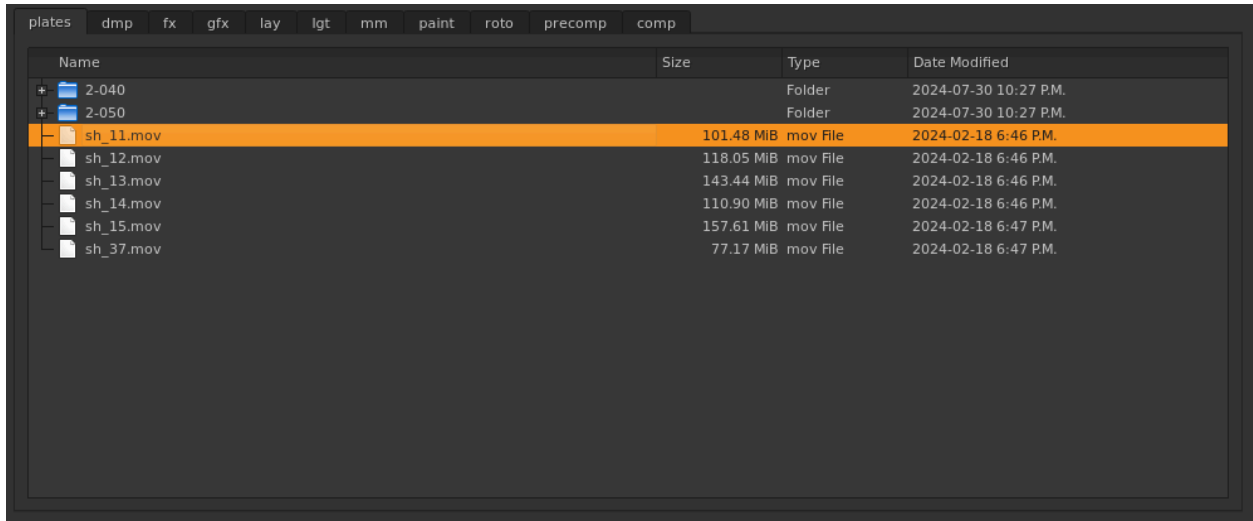 plates dmp fx gfx lay lgt mm paint roto precomp comp
Name Size Type Date Modified
2-040 Folder 2024-07-30 10:27 P.M.
2-050 Folder 2024-07-30 10:27 P.M.
sh_11.mov 101.48 MiB mov File 2024-02-18 6:46 P.M.
sh_12.mov 118.05 MiB mov File 2024-02-18 6:46 P.M.
sh_13.mov 143.44 MiB mov File 2024-02-18 6:46 P.M.
sh_14.mov 110.90 MiB mov File 2024-02-18 6:46 P.M.
sh_15.mov 157.61 MiB mov File 2024-02-18 6:47 P.M.
sh_37.mov 77.17 MiB mov File 2024-02-18 6:47 P.M.